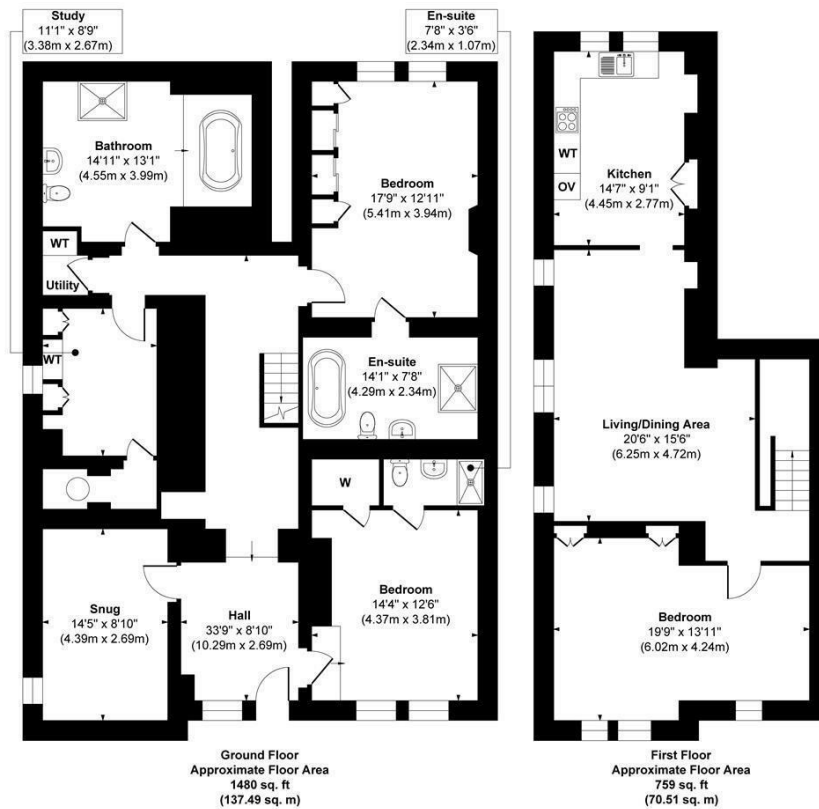 Study
11'1" x 8'9"
(3.38m x 2.67m)
En-suite
7'8" x 3'6"
(2.34m x 1.07m)
Bathroom
14'11" x 13'1"
(4.55m x 3.99m)
Bedroom
17'9" x 12'11"
(5.41m x 3.94m)
WT
Utility
WT
En-suite
14'1" x 7'8"
(4.29m x 2.34m)
W
Snug
14'5" x 8'10"
(4.39m x 2.69m)
Hall
33'9" x 8'10"
(10.29m x 2.69m)
Bedroom
14'4" x 12'6"
(4.37m x 3.81m)
Ground Floor
Approximate Floor Area
1480 sq. ft
(137.49 sq. m)
WT
OV
Kitchen
14'7" x 9'1"
(4.45m x 2.77m)
Living/Dining Area
20'6" x 15'6"
(6.25m x 4.72m)
Bedroom
19'9" x 13'11"
(6.02m x 4.24m)
First Floor
Approximate Floor Area
759 sq. ft
(70.51 sq. m)